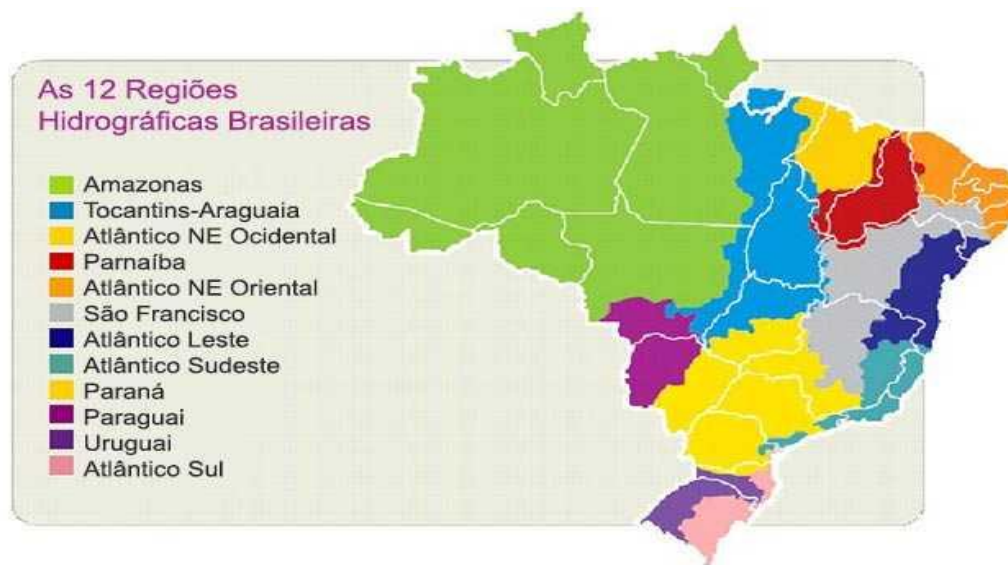 As 12 Regiões
Hidrográficas Brasileiras
Amazonas
Tocantins-Araguaia
Atlântico NE Ocidental
Parnaíba
Atlântico NE Oriental
São Francisco
Atlântico Leste
Atlântico Sudeste
Paraná
Paraguai
Uruguai
Atlântico Sul